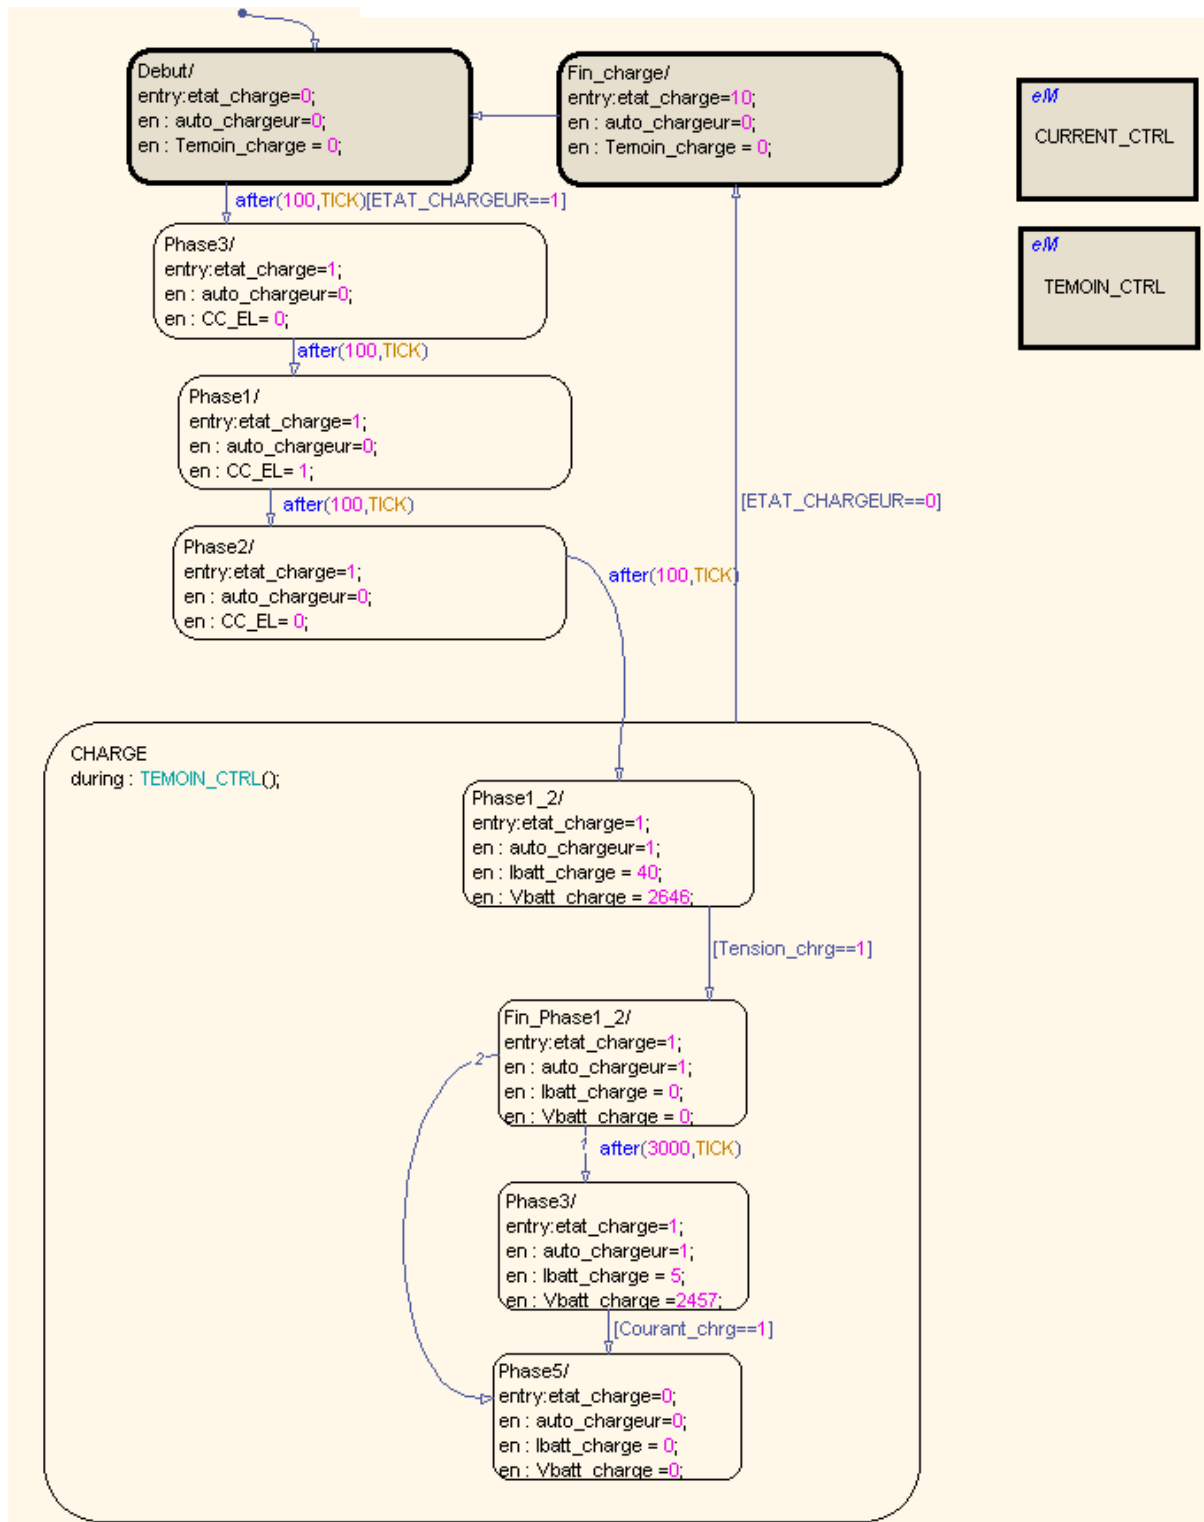 Debut/
entry:etat_charge=0;
en : auto_chargeur=0;
en : Temoin_charge = 0;
Fin_charge/
entry:etat_charge=10;
en : auto_chargeur=0;
en : Temoin_charge = 0;
eM
CURRENT_CTRL
eM
TEMOIN_CTRL
after(100,TICK)[ETAT_CHARGEUR==1]
Phase3/
entry:etat_charge=1;
en : auto_chargeur=0;
en : CC_EL= 0;
after(100,TICK)
Phase1/
entry:etat_charge=1;
en : auto_chargeur=0;
en : CC_EL= 1;
after(100,TICK)
[ETAT_CHARGEUR==0]
Phase2/
entry:etat_charge=1;
en : auto_chargeur=0;
en : CC_EL= 0;
after(100,TICK)
CHARGE
during : TEMOIN_CTRL();
Phase1_2/
entry:etat_charge=1;
en : auto_chargeur=1;
en : Ibatt_charge = 40;
en : Vbatt_charge = 2646;
[Tension_chrg==1]
Fin_Phase1_2/
entry:etat_charge=1;
en : auto_chargeur=1;
en : Ibatt_charge = 0;
en : Vbatt_charge = 0;
2
1
after(3000,TICK)
Phase3/
entry:etat_charge=1;
en : auto_chargeur=1;
en : Ibatt_charge = 5;
en : Vbatt_charge =2457;
[Courant_chrg==1]
Phase5/
entry:etat_charge=0;
en : auto_chargeur=0;
en : Ibatt_charge = 0;
en : Vbatt_charge =0;